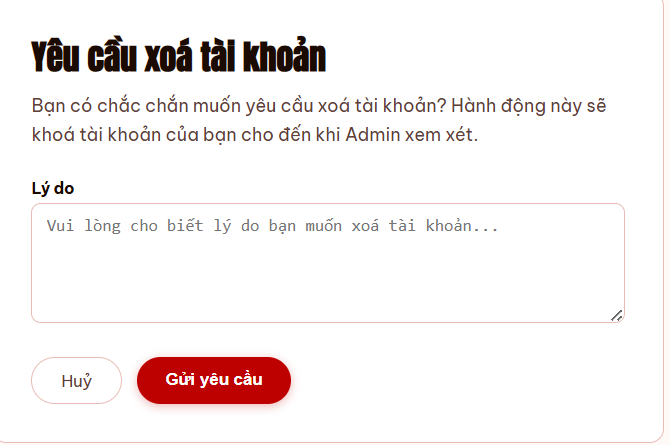 Yêu cầu xoá tài khoản
Bạn có chắc chắn muốn yêu cầu xoá tài khoản? Hành động này sẽ
khoá tài khoản của bạn cho đến khi Admin xem xét.
Lý do
Vui lòng cho biết lý do bạn muốn xoá tài khoản...
Huỷ
Gửi yêu cầu